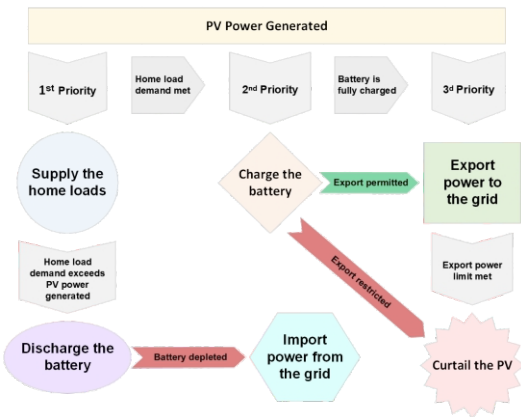 PV Power Generated
1st Priority
Home load
demand met
2nd Priority
Battery is
fully charged
3d Priority
Supply the
home loads
Charge the
battery
Export permitted
Export
power to
the grid
Home load
demand exceeds
PV power
generated
Export restricted
Export power
limit met
Discharge the
battery
Battery depleted
Import
power from
the grid
Curtail the PV